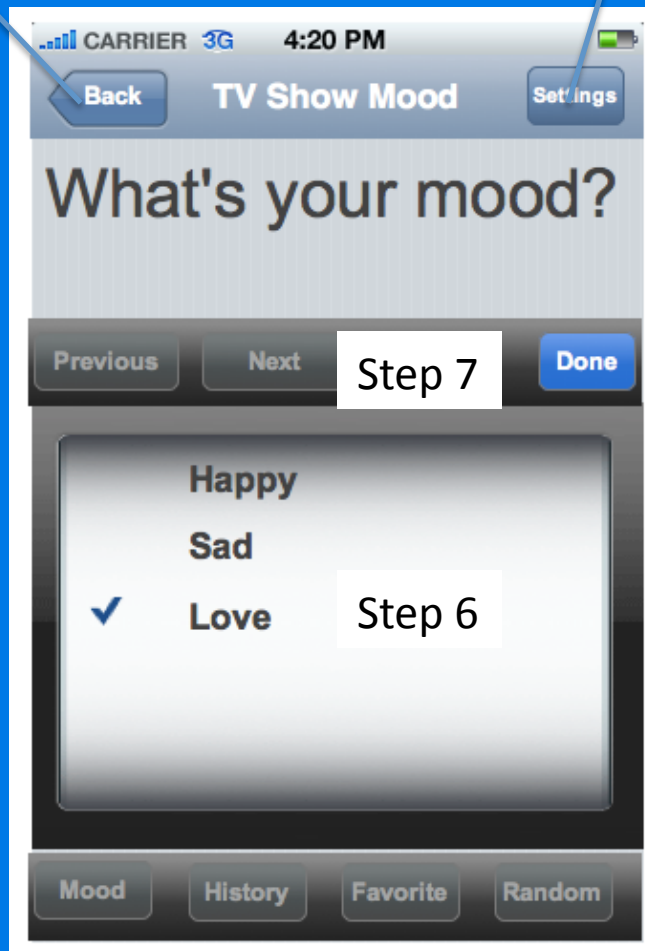 CARRIER 3G 4:20 PM
Back TV Show Mood Settings
What's your mood?
Previous Next Step 7 Done
Happy
Sad
Love Step 6
Mood History Favorite Random